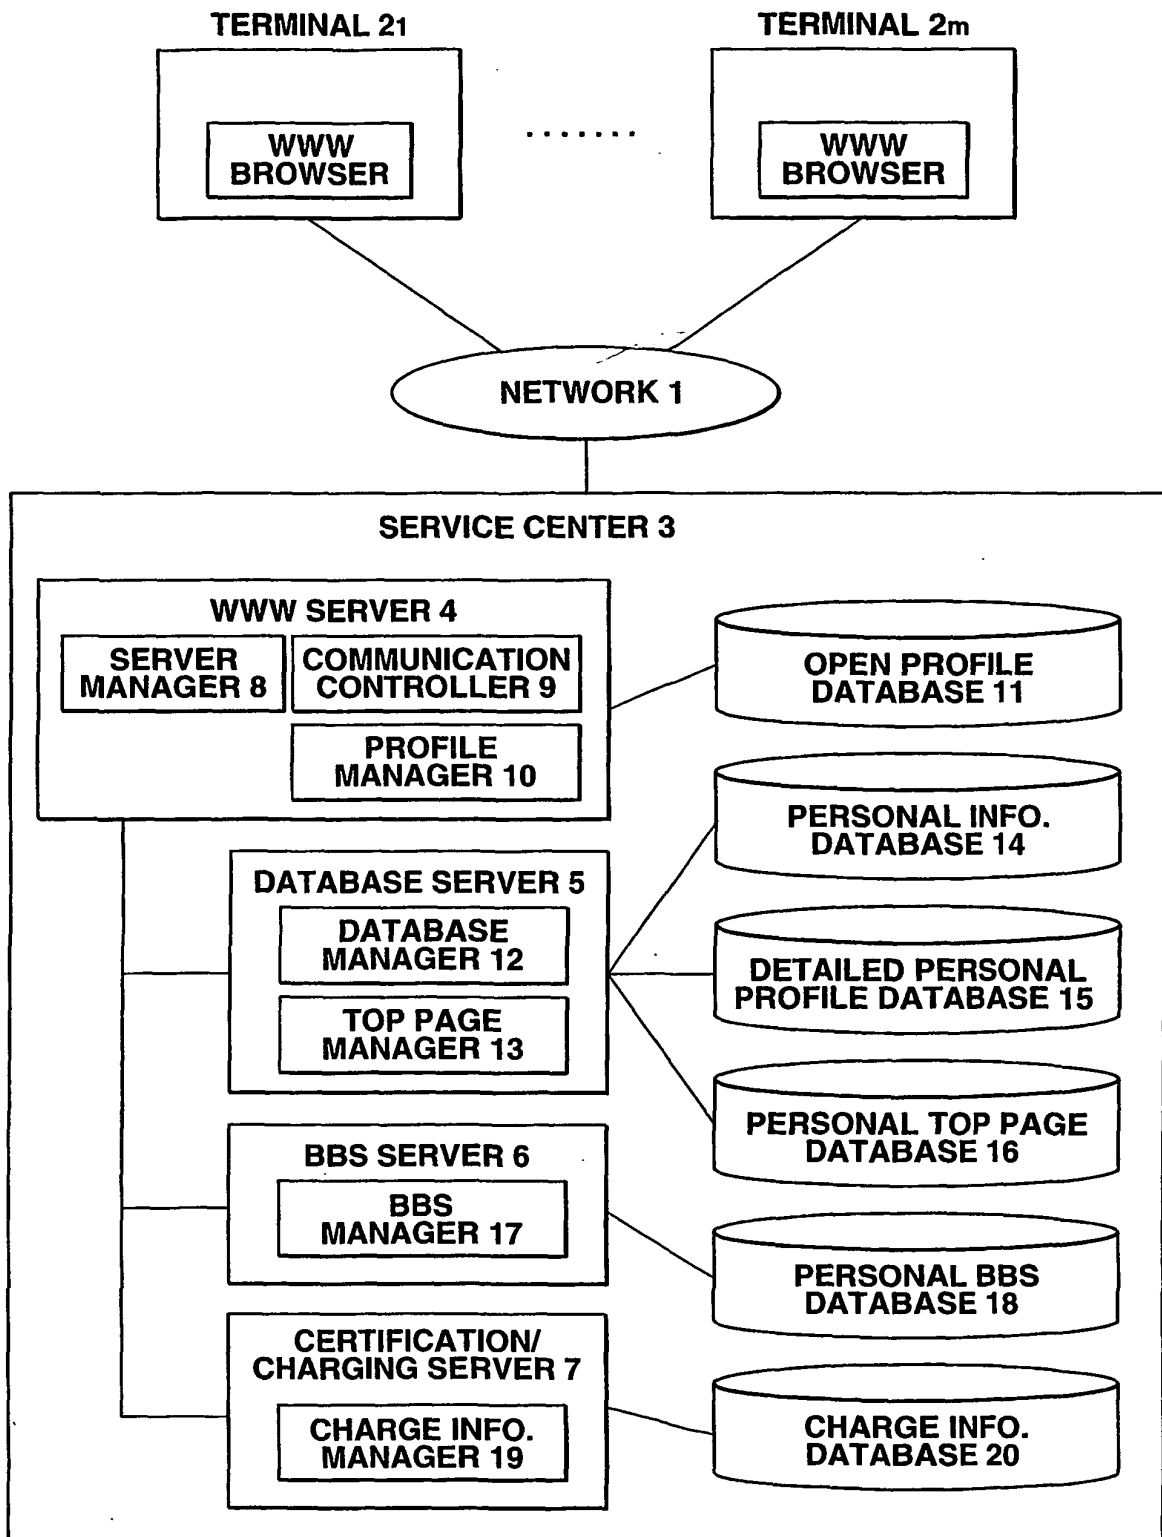 TERMINAL 21
TERMINAL 2m
WWW
BROWSER
.......
WWW
BROWSER
NETWORK 1
SERVICE CENTER 3
WWW SERVER 4
SERVER
MANAGER 8
COMMUNICATION
CONTROLLER 9
PROFILE
MANAGER 10
OPEN PROFILE
DATABASE 11
PERSONAL INFO.
DATABASE 14
DATABASE SERVER 5
DATABASE
MANAGER 12
TOP PAGE
MANAGER 13
DETAILED PERSONAL
PROFILE DATABASE 15
PERSONAL TOP PAGE
DATABASE 16
BBS SERVER 6
BBS
MANAGER 17
PERSONAL BBS
DATABASE 18
CERTIFICATION/
CHARGING SERVER 7
CHARGE INFO.
MANAGER 19
CHARGE INFO.
DATABASE 20